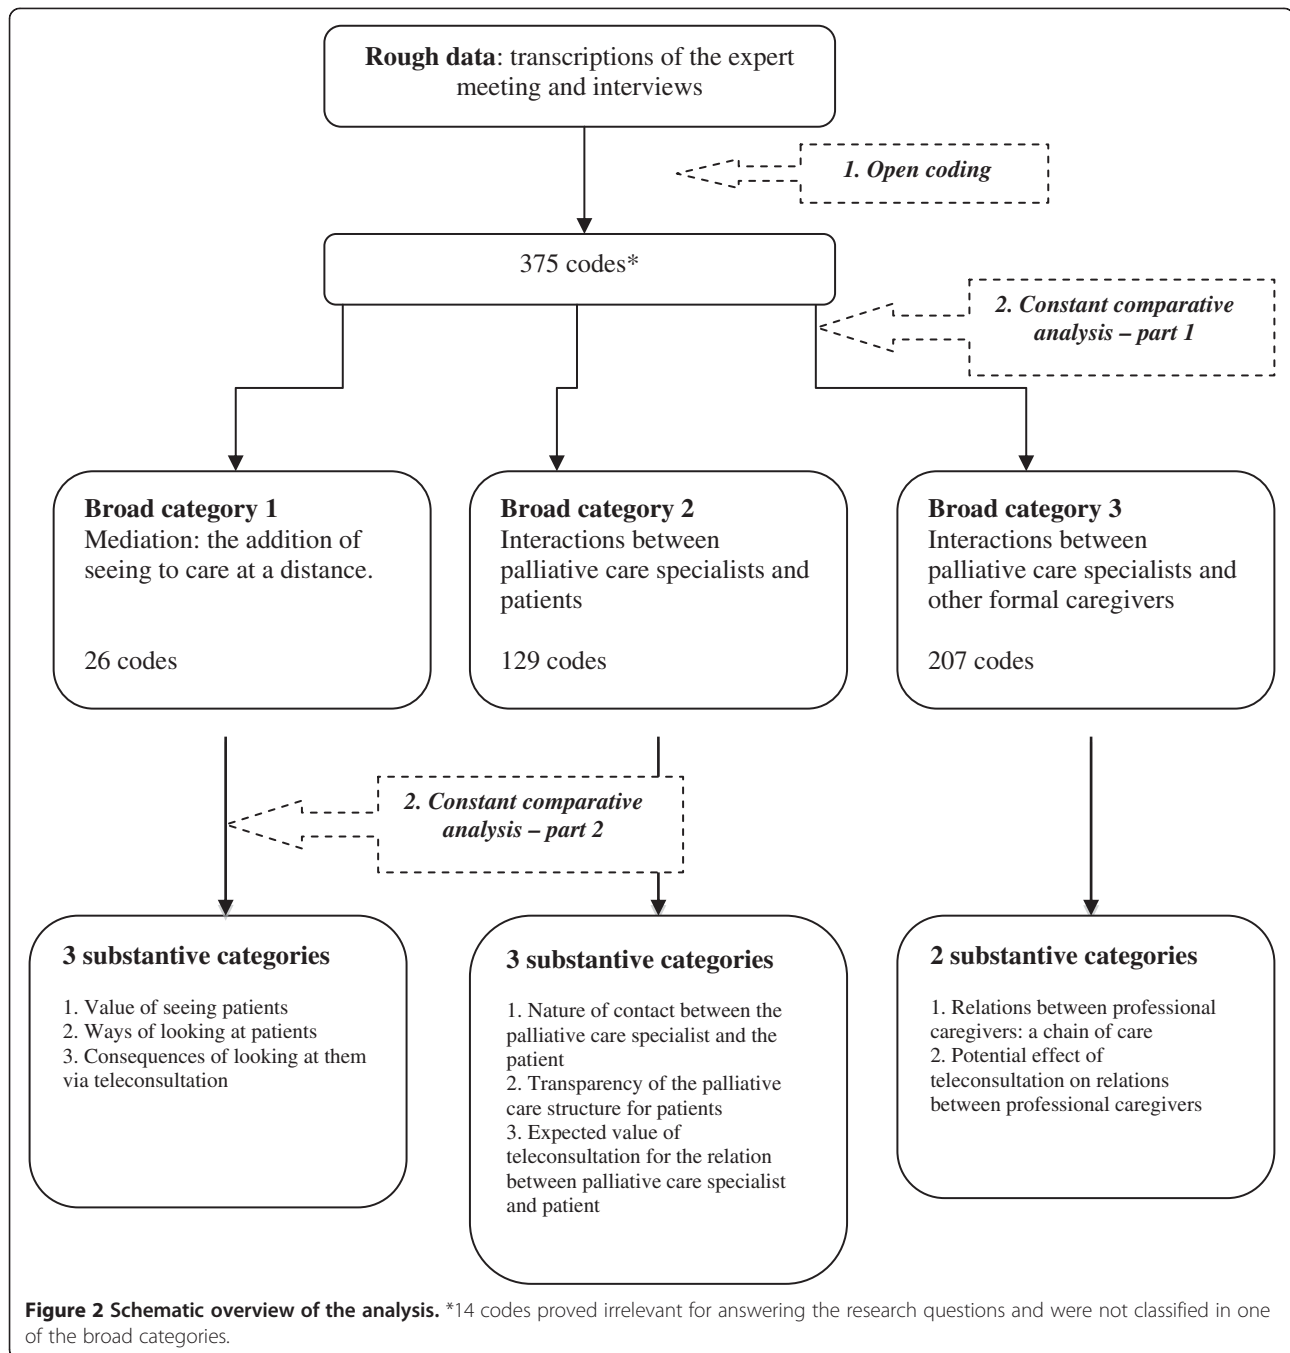 Rough data: transcriptions of the expert
meeting and interviews
1. Open coding
375 codes*
2. Constant comparative
analysis – part 1
Broad category 1
Mediation: the addition of
seeing to care at a distance.
26 codes
Broad category 2
Interactions between
palliative care specialists and
patients
129 codes
Broad category 3
Interactions between
palliative care specialists and
other formal caregivers
207 codes
2. Constant comparative
analysis – part 2
3 substantive categories
1. Value of seeing patients
2. Ways of looking at patients
3. Consequences of looking at them
via teleconsultation
3 substantive categories
1. Nature of contact between the
palliative care specialist and the
patient
2. Transparency of the palliative
care structure for patients
3. Expected value of
teleconsultation for the relation
between palliative care specialist
and patient
2 substantive categories
1. Relations between professional
caregivers: a chain of care
2. Potential effect of
teleconsultation on relations
between professional caregivers
Figure 2 Schematic overview of the analysis. *14 codes proved irrelevant for answering the research questions and were not classified in one
of the broad categories.